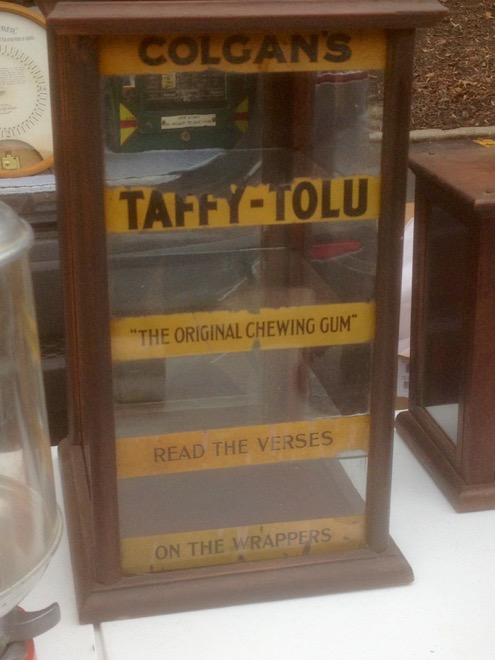 COLGAN'S
TAFFY-TOLU
"THE ORIGINAL CHEWING GUM"
READ THE VERSES
ON THE WRAPPERS